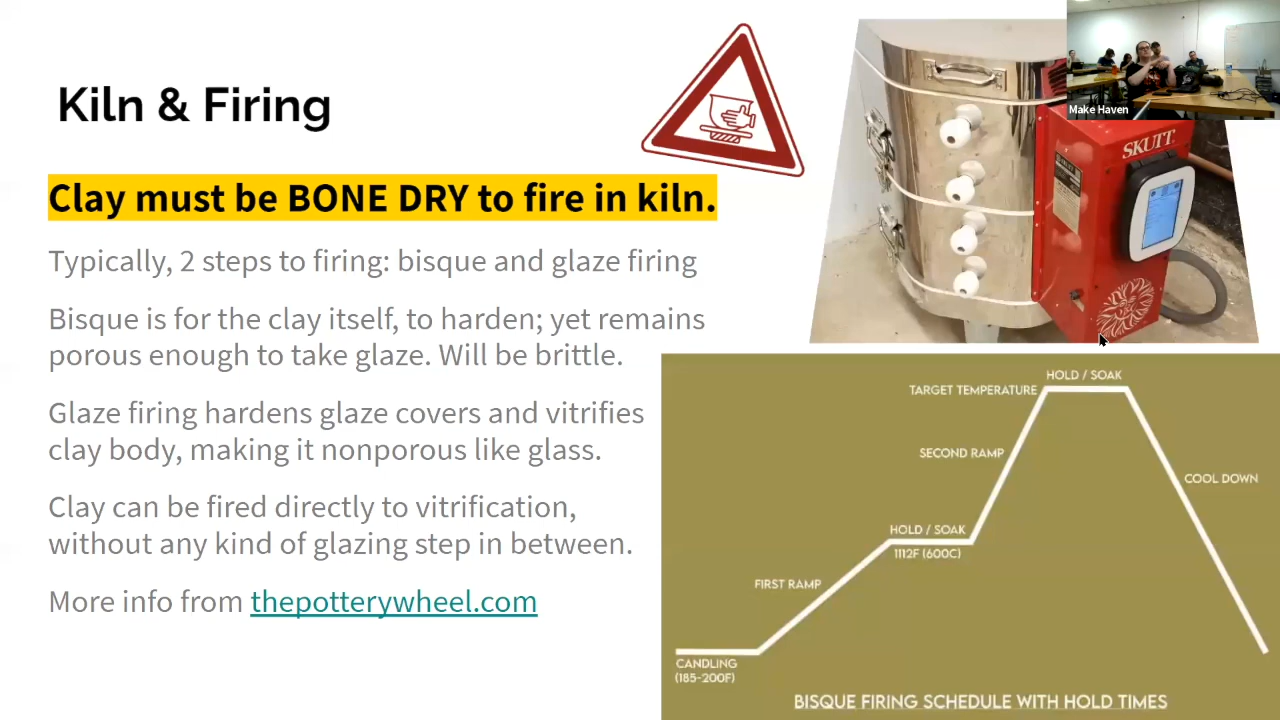 Kiln & Firing
Clay must be BONE DRY to fire in kiln.
Typically, 2 steps to firing: bisque and glaze firing
Bisque is for the clay itself, to harden; yet remains
porous enough to take glaze. Will be brittle.
Glaze firing hardens glaze covers and vitrifies
clay body, making it nonporous like glass.
Clay can be fired directly to vitrification,
without any kind of glazing step in between.
More info from thepotterywheel.com
Make Haven
SKUTT
HOLD / SOAK
TARGET TEMPERATURE
SECOND RAMP
COOL DOWN
HOLD / SOAK
1112F (600C)
FIRST RAMP
CANDLING
(185-200F)
BISQUE FIRING SCHEDULE WITH HOLD TIMES